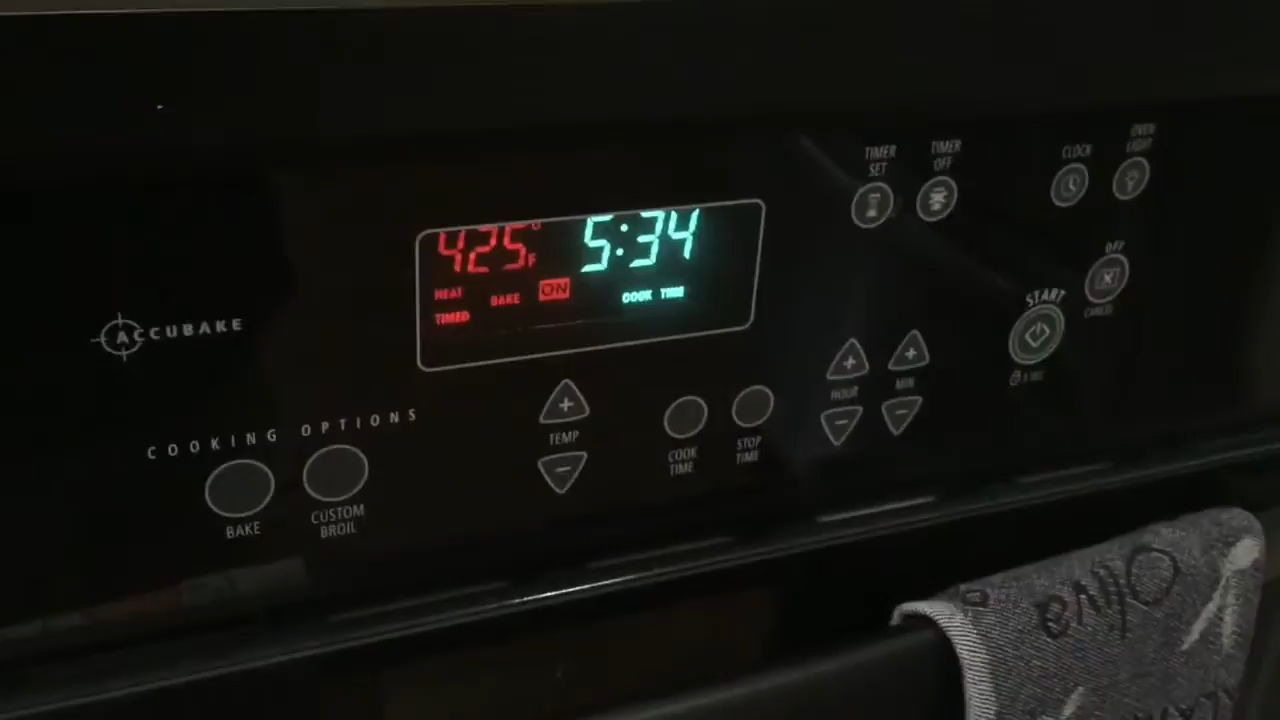 TIMER SET
TIMER OFF
CLOCK
OVEN LIGHT
425°F
5:34
HEAT
BAKE
ON
COOK TIME
TIMED
OFF
CANCEL
START
ACCUBAKE
HOUR
MIN
COOKING OPTIONS
TEMP
COOK TIME
STOP TIME
BAKE
CUSTOM BROIL
Oliva